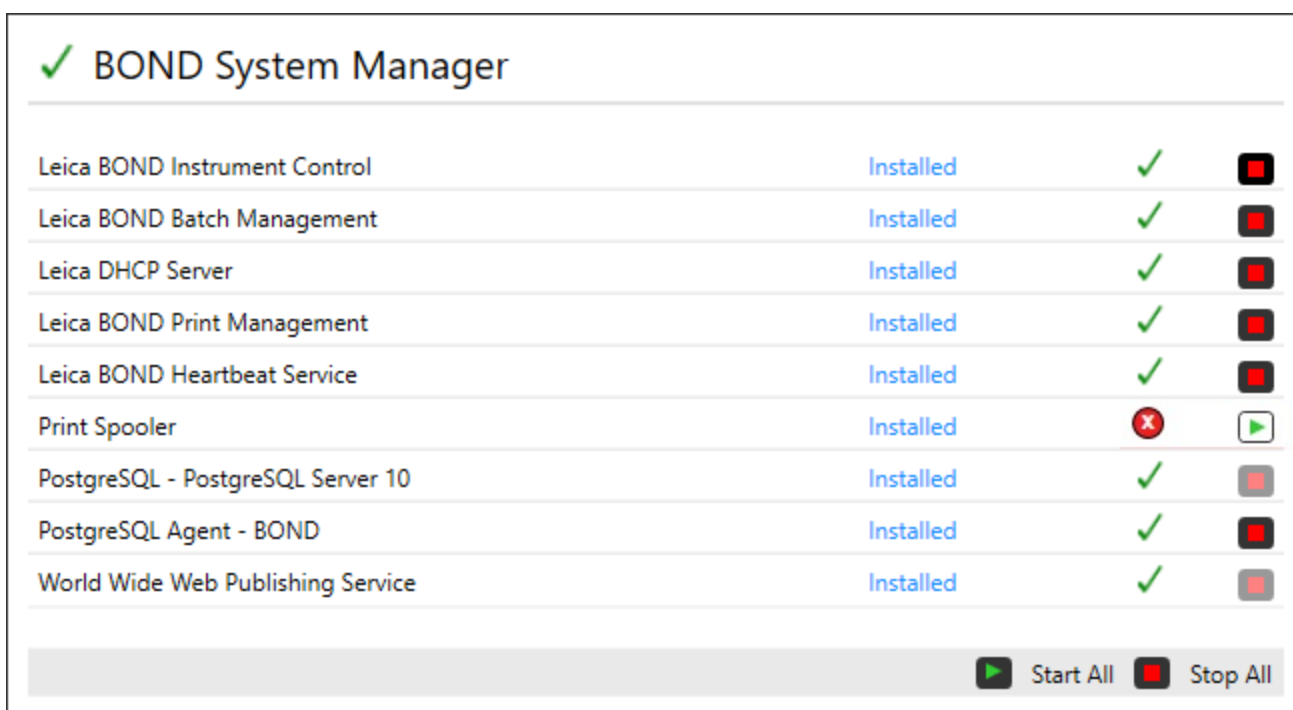 BOND System Manager
Leica BOND Instrument Control Installed
Leica BOND Batch Management Installed
Leica DHCP Server Installed
Leica BOND Print Management Installed
Leica BOND Heartbeat Service Installed
Print Spooler Installed
PostgreSQL - PostgreSQL Server 10 Installed
PostgreSQL Agent - BOND Installed
World Wide Web Publishing Service Installed
Start All Stop All